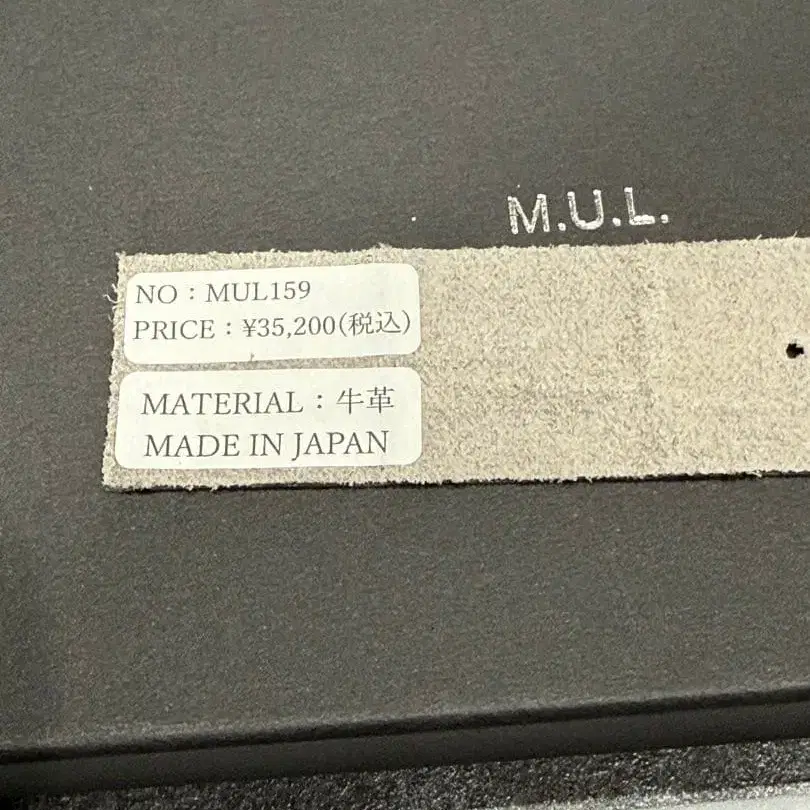 M.U.L.
NO：MUL159
PRICE：¥35,200(税込)
MATERIAL：牛革
MADE IN JAPAN